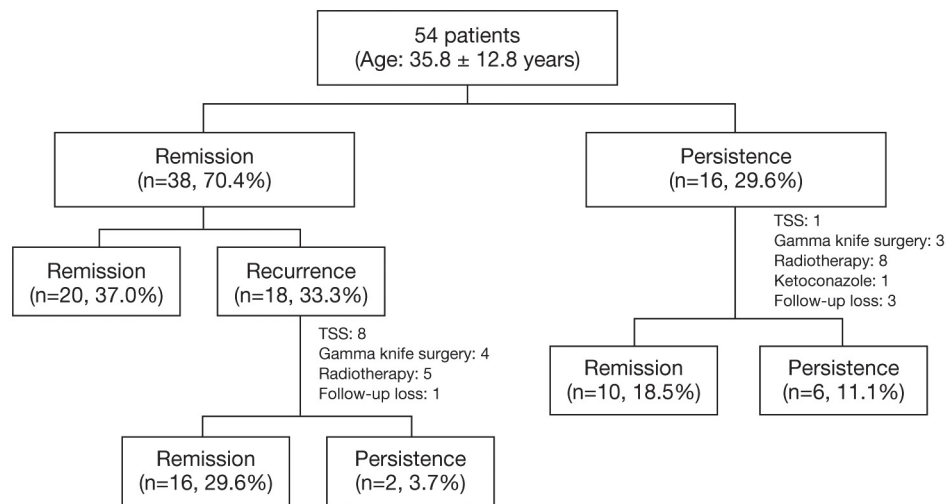 54 patients
(Age: 35.8 ± 12.8 years)
Remission
(n=38, 70.4%)
Persistence
(n=16, 29.6%)
TSS: 1
Gamma knife surgery: 3
Radiotherapy: 8
Ketoconazole: 1
Follow-up loss: 3
Remission
(n=20, 37.0%)
Recurrence
(n=18, 33.3%)
TSS: 8
Gamma knife surgery: 4
Radiotherapy: 5
Follow-up loss: 1
Remission
(n=10, 18.5%)
Persistence
(n=6, 11.1%)
Remission
(n=16, 29.6%)
Persistence
(n=2, 3.7%)